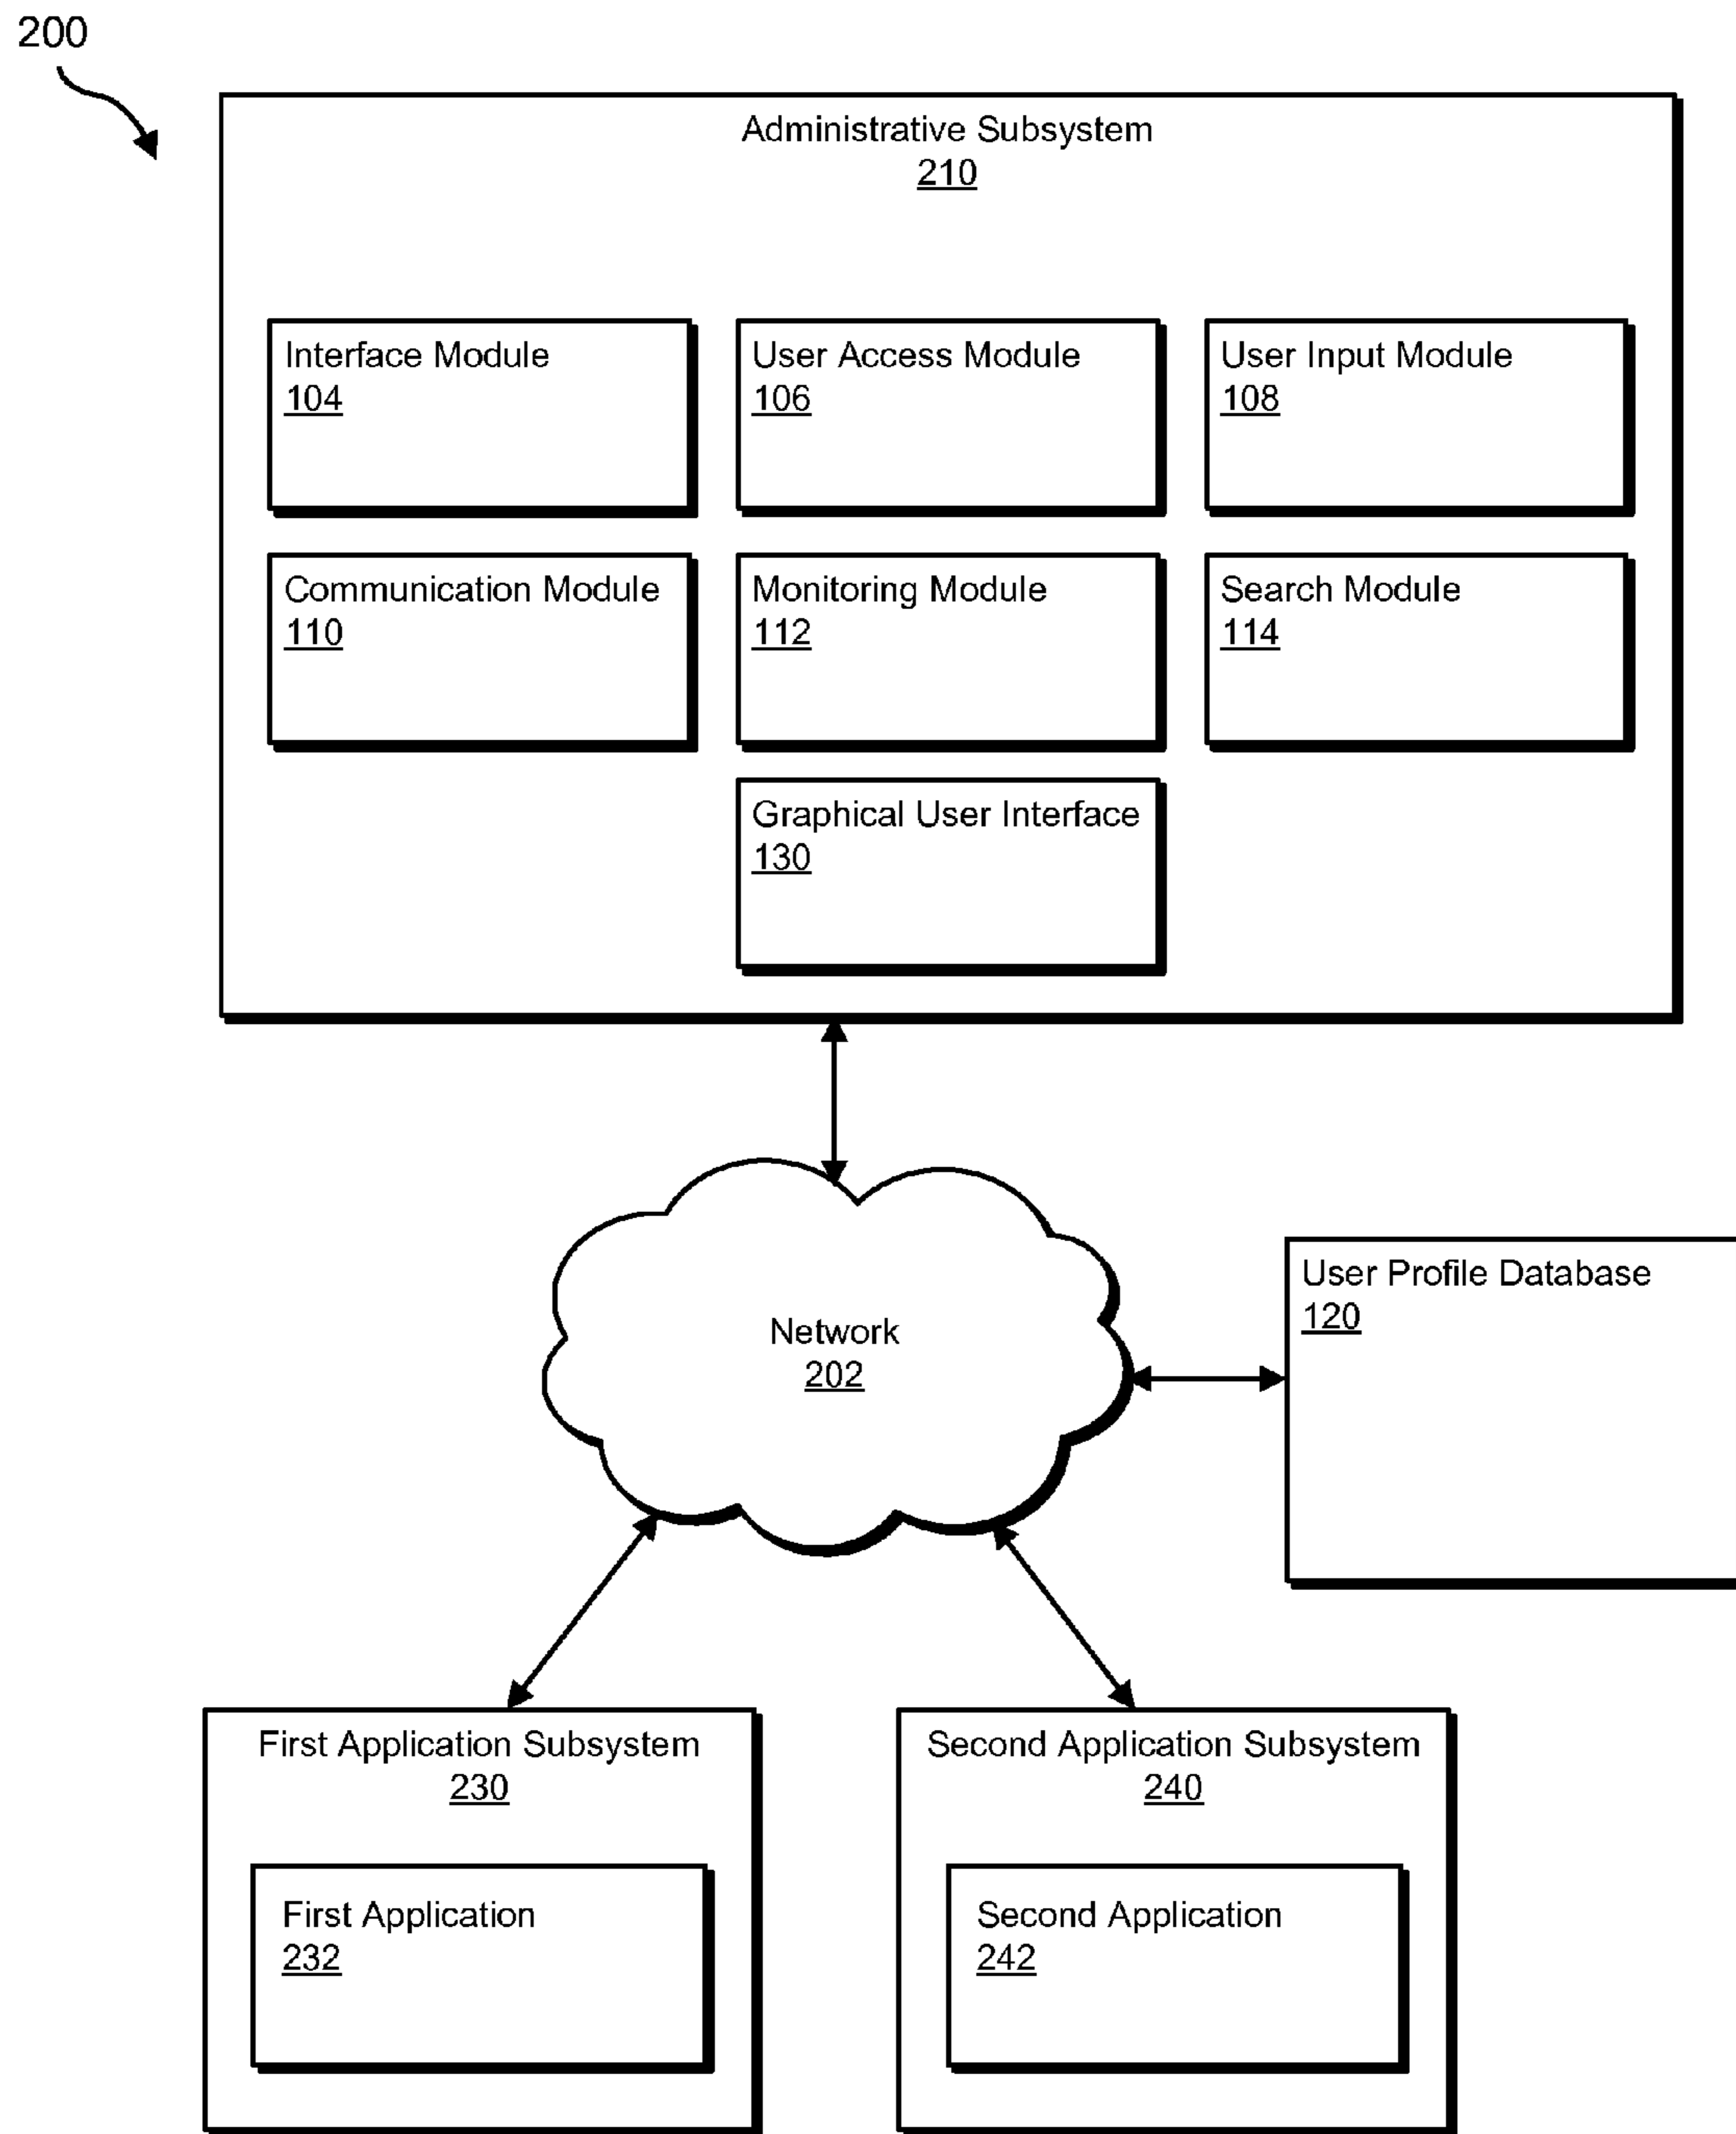 200
Administrative Subsystem
210
Interface Module
104
User Access Module
106
User Input Module
108
Communication Module
110
Monitoring Module
112
Search Module
114
Graphical User Interface
130
Network
202
User Profile Database
120
First Application Subsystem
230
First Application
232
Second Application Subsystem
240
Second Application
242